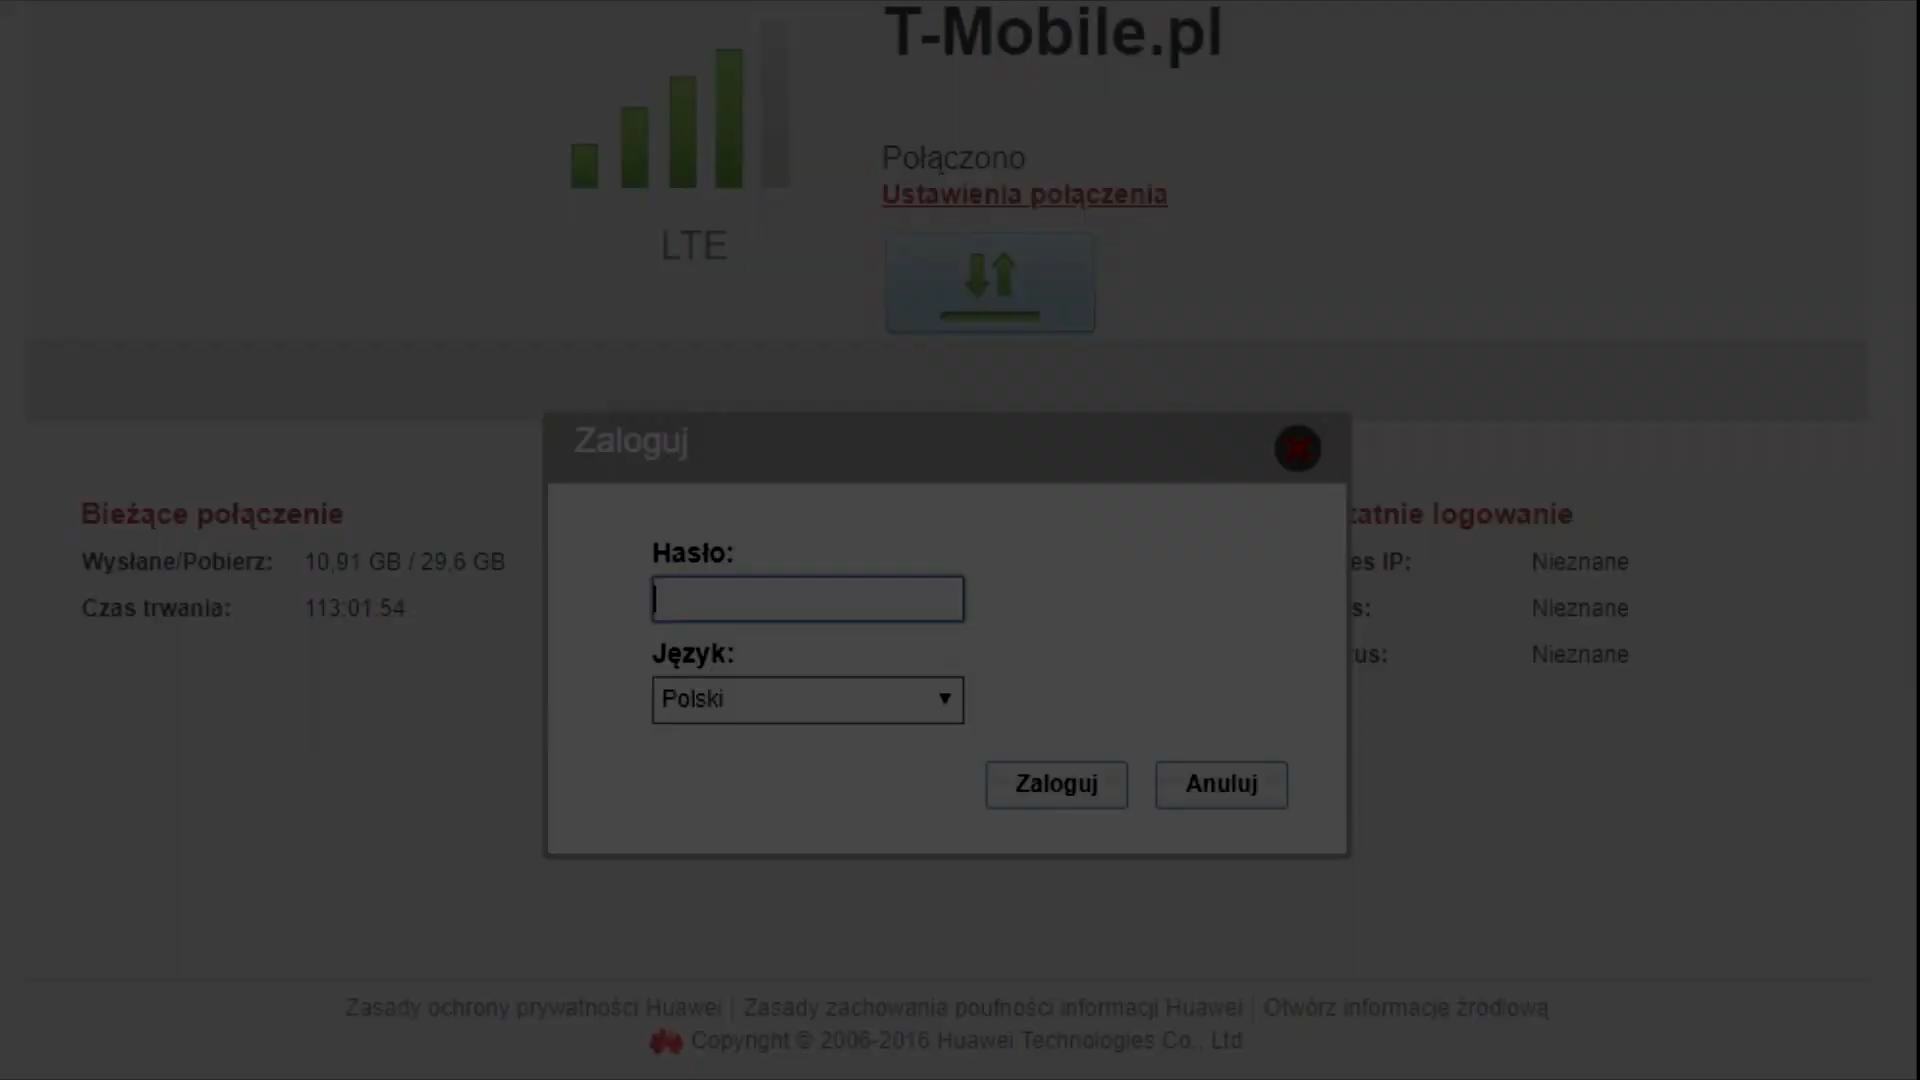 T-Mobile.pl
Połączono
Ustawienia połączenia
LTE
Zaloguj
Bieżące połączenie
Wysłane/Pobierz: 10,91 GB / 29,6 GB
Czas trwania: 113:01:54
Hasło:
Język:
Polski
Zaloguj Anuluj
tatnie logowanie
es IP: Nieznane
s: Nieznane
us: Nieznane
Zasady ochrony prywatności Huawei | Zasady zachowania poufności informacji Huawei | Otwórz informacje źródłową
Copyright © 2006-2016 Huawei Technologies Co., Ltd